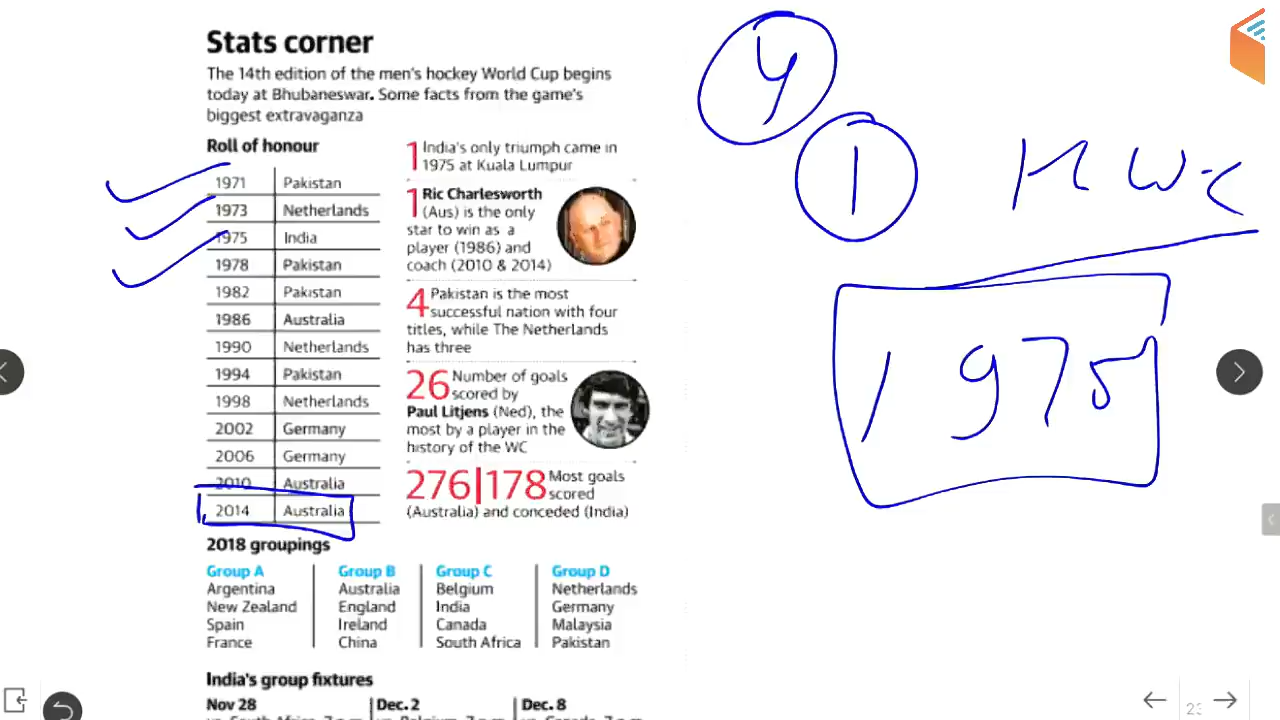 Stats corner
The 14th edition of the men's hockey World Cup begins
today at Bhubaneswar. Some facts from the game's
biggest extravaganza
Roll of honour
1971 Pakistan
1973 Netherlands
1975 India
1978 Pakistan
1982 Pakistan
1986 Australia
1990 Netherlands
1994 Pakistan
1998 Netherlands
2002 Germany
2006 Germany
2010 Australia
2014 Australia
1 India's only triumph came in
1975 at Kuala Lumpur
1 Ric Charlesworth
(Aus) is the only
star to win as a
player (1986) and
coach (2010 & 2014)
4 Pakistan is the most
successful nation with four
titles, while The Netherlands
has three
26 Number of goals
scored by
Paul Litjens (Ned), the
most by a player in the
history of the WC
276|178 Most goals
scored
(Australia) and conceded (India)
2018 groupings
Group A Group B Group C Group D
Argentina Australia Belgium Netherlands
New Zealand England India Germany
Spain Ireland Canada Malaysia
France China South Africa Pakistan
India's group fixtures
Nov 28 Dec. 2 Dec. 8
4
1 H W C
1975
23